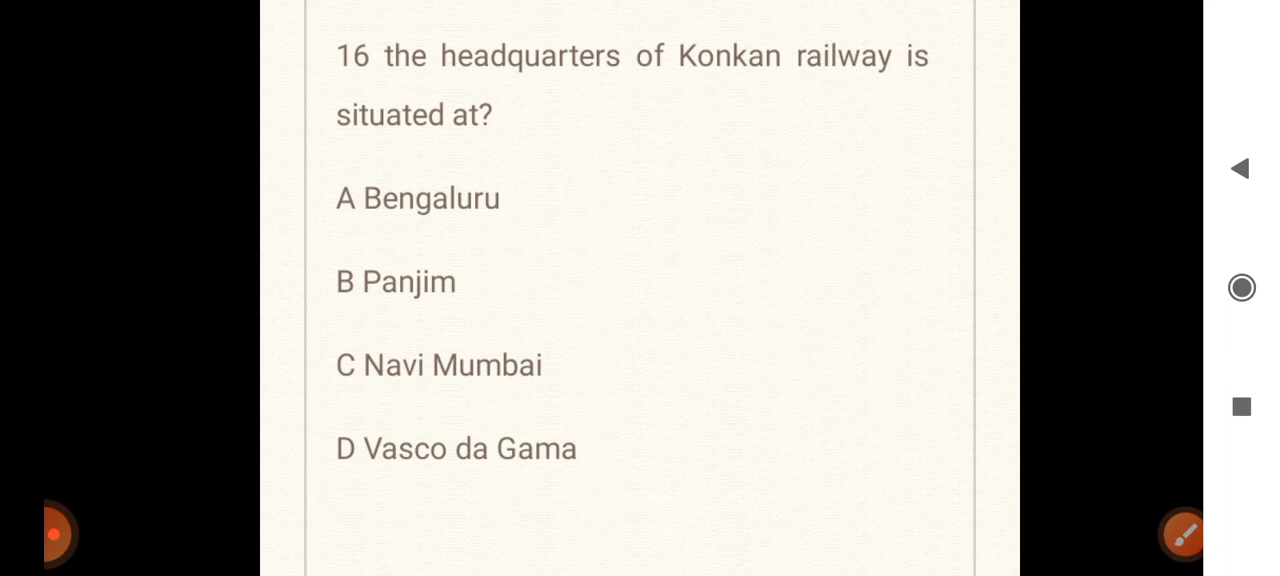 16 the headquarters of Konkan railway is
situated at?
A Bengaluru
B Panjim
C Navi Mumbai
D Vasco da Gama